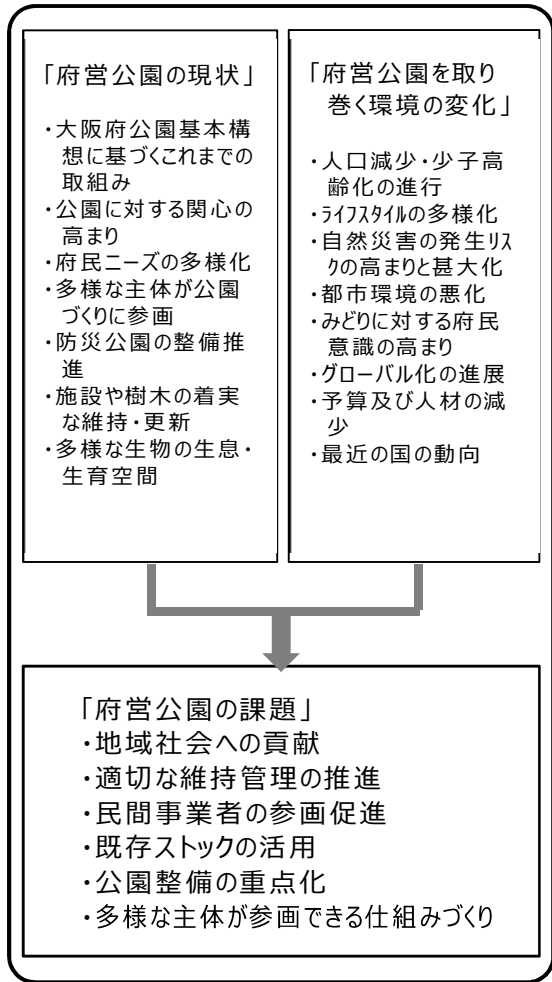 「府営公園の現状」
・大阪府公園基本構
想に基づくこれまでの
取組み
・公園に対する関心の
高まり
・府民ニーズの多様化
・多様な主体が公園
づくりに参画
・防災公園の整備推
進
・施設や樹木の着実
な維持・更新
・多様な生物の生息・
生育空間
「府営公園を取り
巻く環境の変化」
・人口減少・少子高
齢化の進行
・ﾗｲﾌｽﾀｲﾙの多様化
・自然災害の発生ﾘｽ
ｸの高まりと甚大化
・都市環境の悪化
・みどりに対する府民
意識の高まり
・グローバル化の進展
・予算及び人材の減
少
・最近の国の動向
「府営公園の課題」
・地域社会への貢献
・適切な維持管理の推進
・民間事業者の参画促進
・既存ストックの活用
・公園整備の重点化
・多様な主体が参画できる仕組みづくり